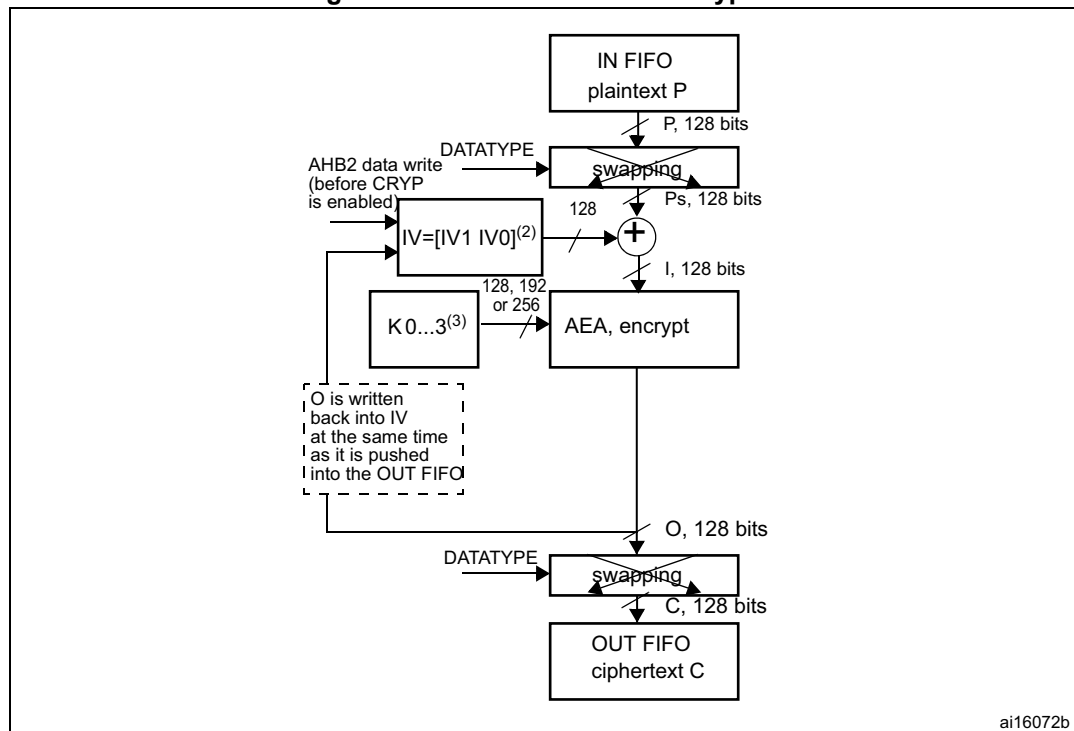 IN FIFO
plaintext P
P, 128 bits
DATATYPE
swapping
AHB2 data write
(before CRYP
is enabled)
Ps, 128 bits
128
IV=[IV1 IV0](2)
+
I, 128 bits
128, 192
or 256
K 0...3(3)
AEA, encrypt
O is written
back into IV
at the same time
as it is pushed
into the OUT FIFO
O, 128 bits
DATATYPE
swapping
C, 128 bits
OUT FIFO
ciphertext C
ai16072b